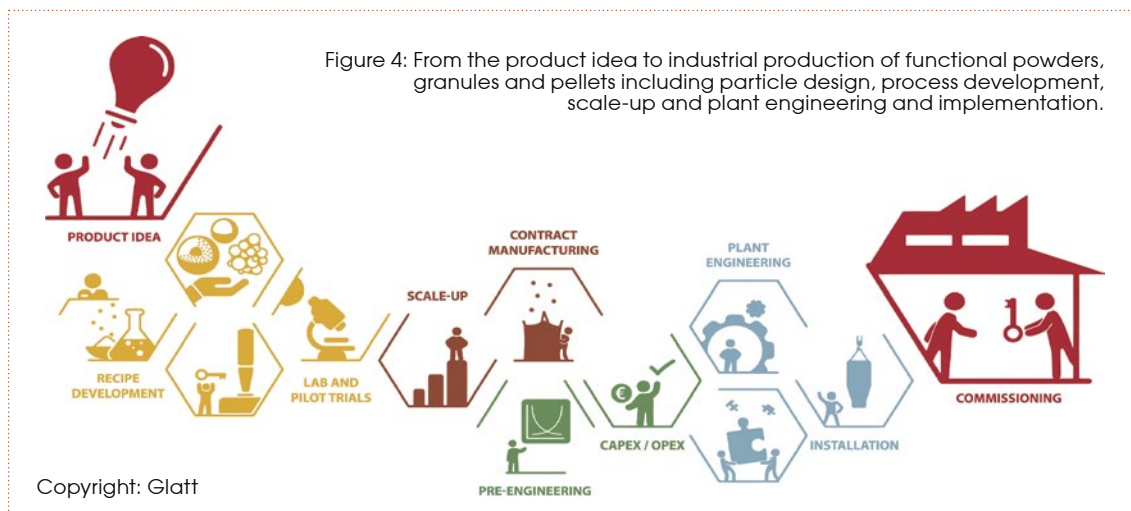 Figure 4: From the product idea to industrial production of functional powders,
granules and pellets including particle design, process development,
scale-up and plant engineering and implementation.
PRODUCT IDEA
RECIPE
DEVELOPMENT
LAB AND
PILOT TRIALS
SCALE-UP
CONTRACT
MANUFACTURING
PRE-ENGINEERING
€
CAPEX / OPEX
PLANT
ENGINEERING
INSTALLATION
COMMISSIONING
Copyright: Glatt